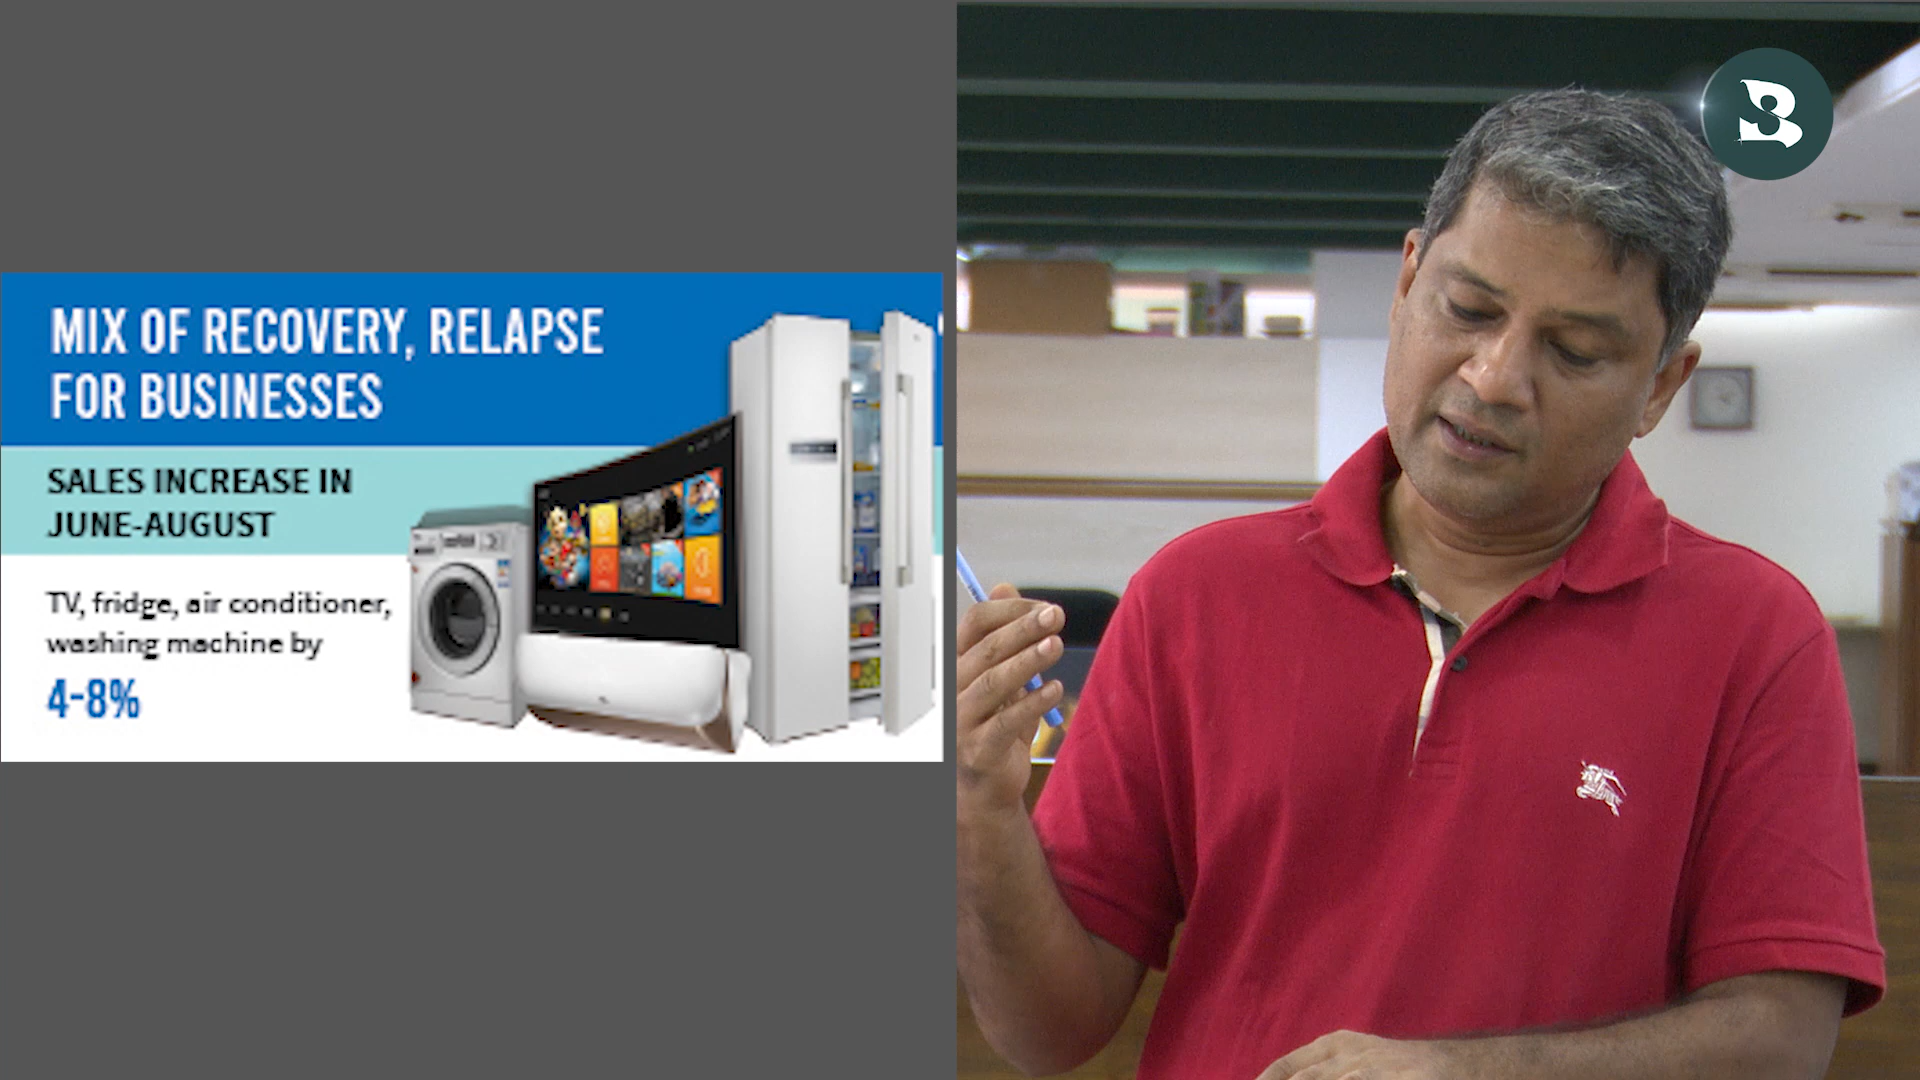 MIX OF RECOVERY, RELAPSE
FOR BUSINESSES
SALES INCREASE IN
JUNE-AUGUST
TV, fridge, air conditioner,
washing machine by
4-8%